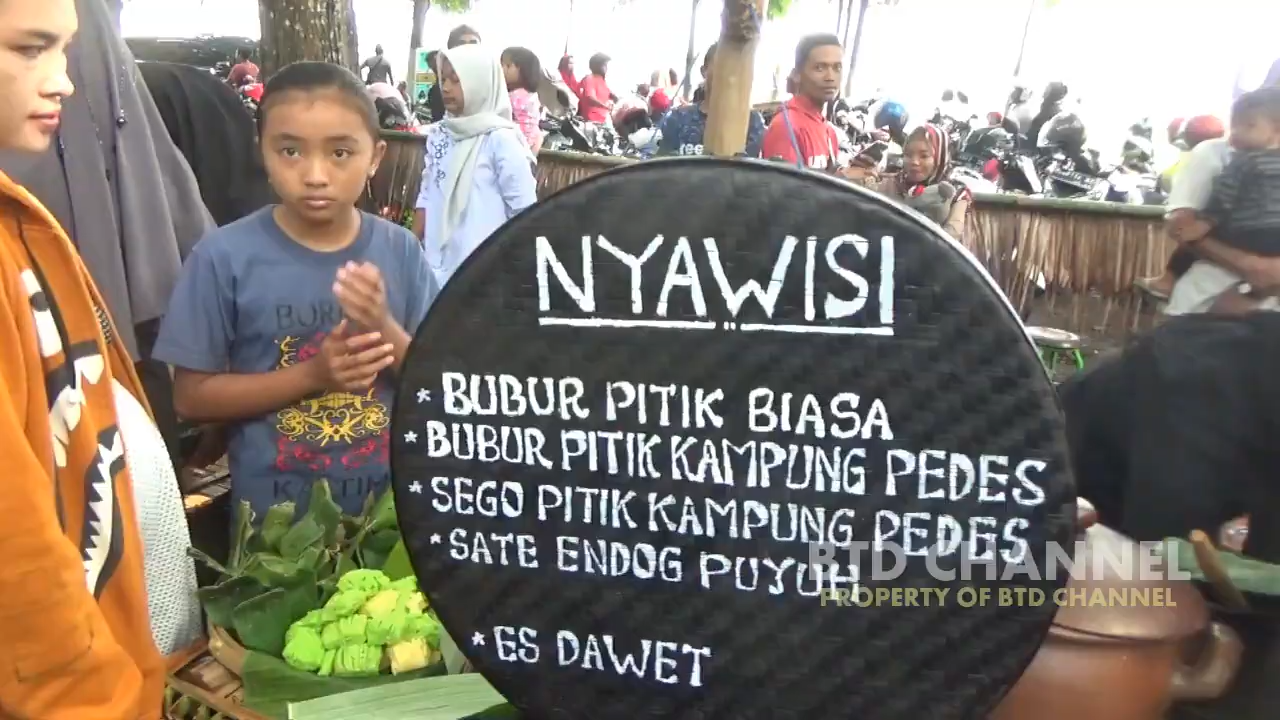 NYAWISI
* BUBUR PITIK BIASA
* BUBUR PITIK KAMPUNG PEDES
* SEGO PITIK KAMPUNG PEDES
* SATE ENDOG PUYUH
* ES DAWET
BTD CHANNEL
PROPERTY OF BTD CHANNEL